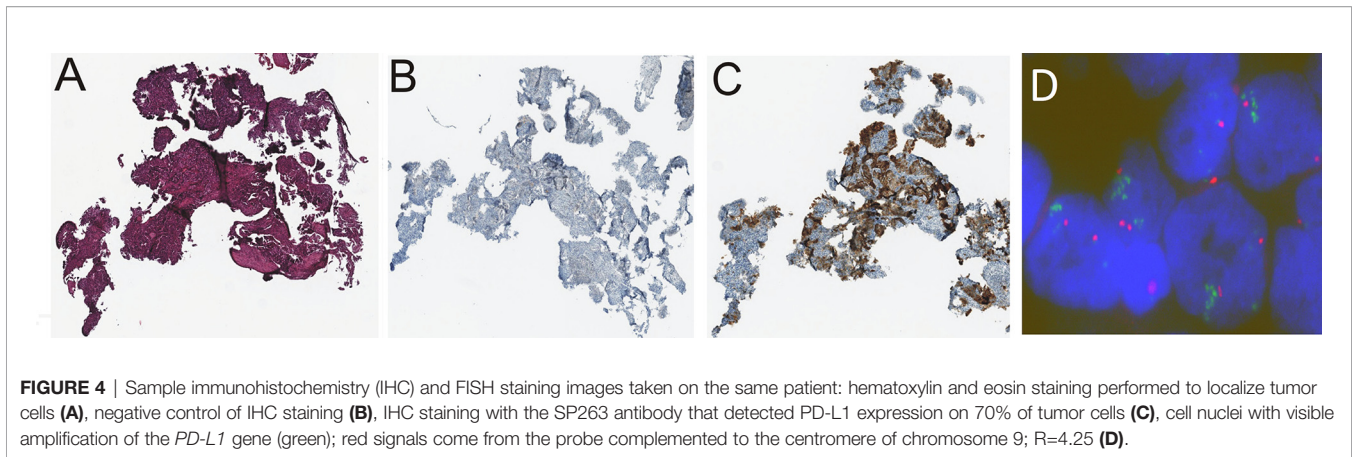 A
B
C
D
FIGURE 4 | Sample immunohistochemistry (IHC) and FISH staining images taken on the same patient: hematoxylin and eosin staining performed to localize tumor
cells (A), negative control of IHC staining (B), IHC staining with the SP263 antibody that detected PD-L1 expression on 70% of tumor cells (C), cell nuclei with visible
amplification of the PD-L1 gene (green); red signals come from the probe complemented to the centromere of chromosome 9; R=4.25 (D).